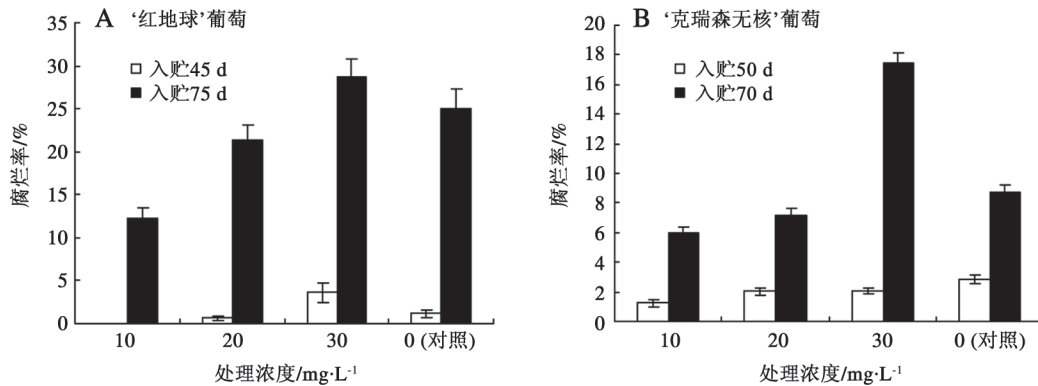 A ‘红地球’葡萄
入贮45 d
入贮75 d
腐烂率/%
35
30
25
20
15
10
5
0
10 20 30 0 (对照)
处理浓度/mg·L⁻¹
B ‘克瑞森无核’葡萄
入贮50 d
入贮70 d
腐烂率/%
20
18
16
14
12
10
8
6
4
2
0
10 20 30 0 (对照)
处理浓度/mg·L⁻¹